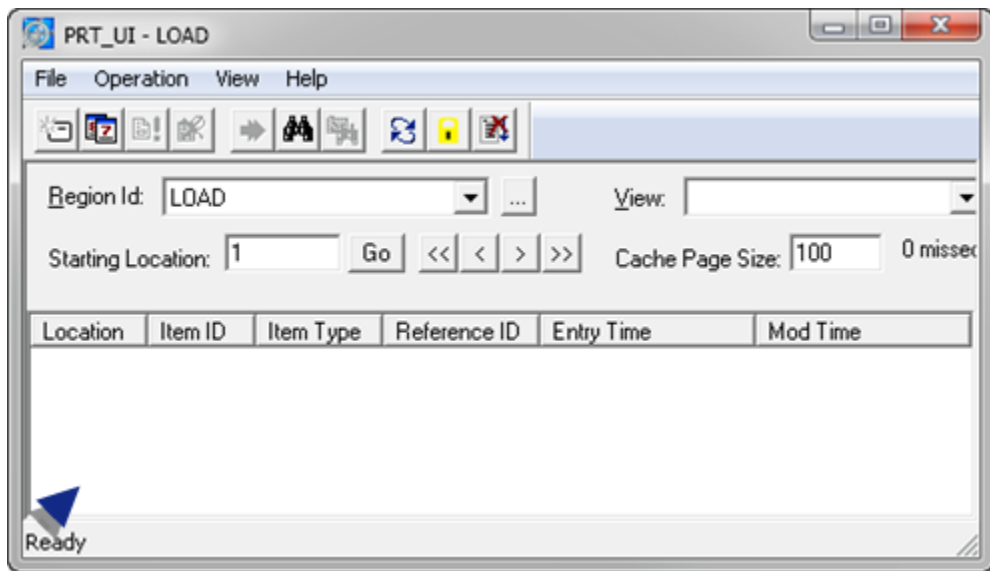 PRT_UI - LOAD
File Operation View Help
Region Id: LOAD ... View:
Starting Location: 1 Go << < > >> Cache Page Size: 100 0 missed
Location Item ID Item Type Reference ID Entry Time Mod Time
Ready